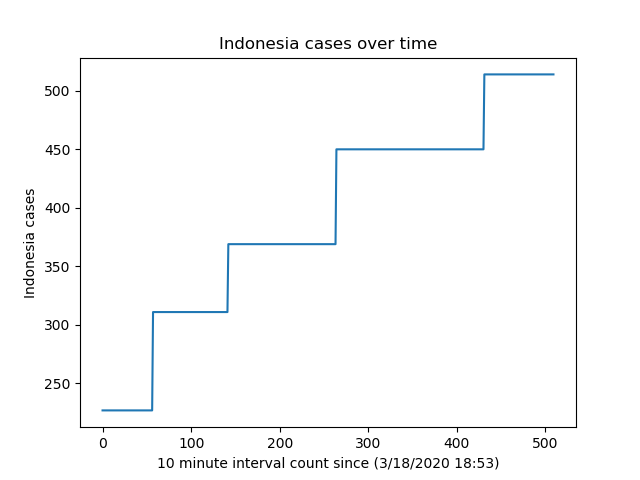 Indonesia cases over time
Indonesia cases
500
450
400
350
300
250
0 100 200 300 400 500
10 minute interval count since (3/18/2020 18:53)